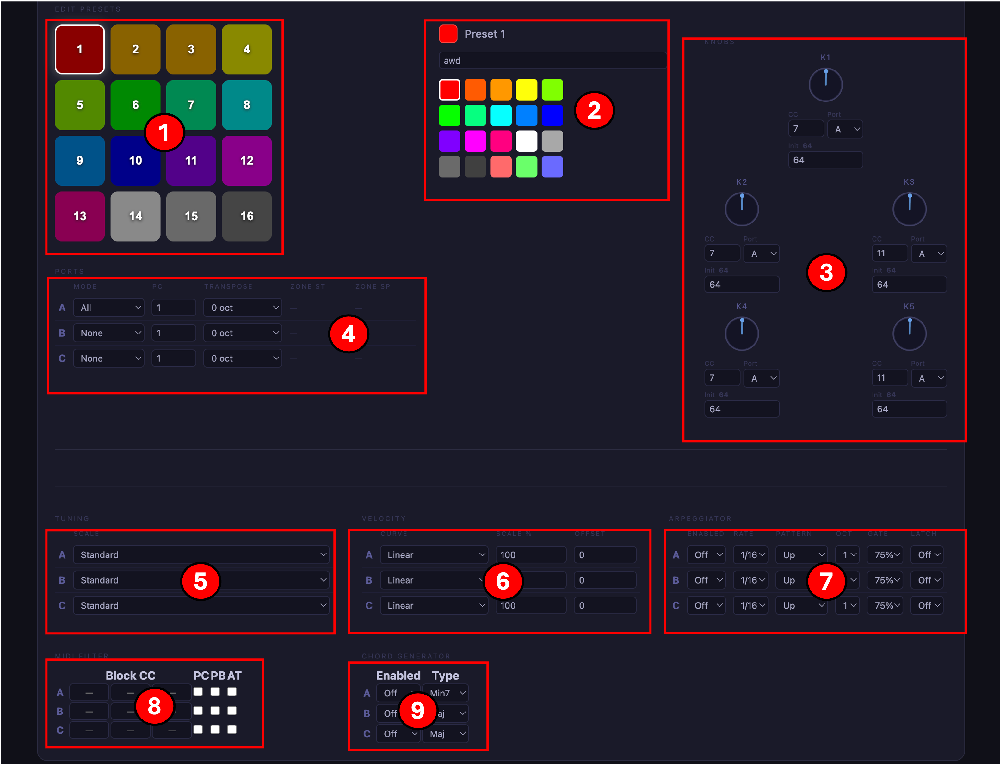 EDIT PRESETS
1 2 3 4
5 6 7 8
9 10 11 12
13 14 15 16
1
Preset 1
awd
2
KNOBS
K1
CC Port
7 A
Init 64
64
K2 K3
CC Port CC Port
7 A 11 A
Init 64 Init 64
64 64
3
K4 K5
CC Port CC Port
7 A 11 A
Init 64 Init 64
64 64
PORTS
MODE PC TRANSPOSE ZONE ST ZONE SP
A All 1 0 oct — —
B None 1 0 oct —
C None 1 0 oct — —
4
TUNING
SCALE
A Standard
B Standard
C Standard
5
VELOCITY
CURVE SCALE % OFFSET
A Linear 100 0
B Linear 0
C Linear 100 0
6
ARPEGGIATOR
ENABLED RATE PATTERN OCT GATE LATCH
A Off 1/16 Up 1 75% Off
B Off 1/16 Up 75% Off
C Off 1/16 Up 1 75% Off
7
MIDI FILTER
Block CC PC PB AT
A — — —
B — —
C — — —
8
CHORD GENERATOR
Enabled Type
A Off Min7
B Off aj
C Off Maj
9